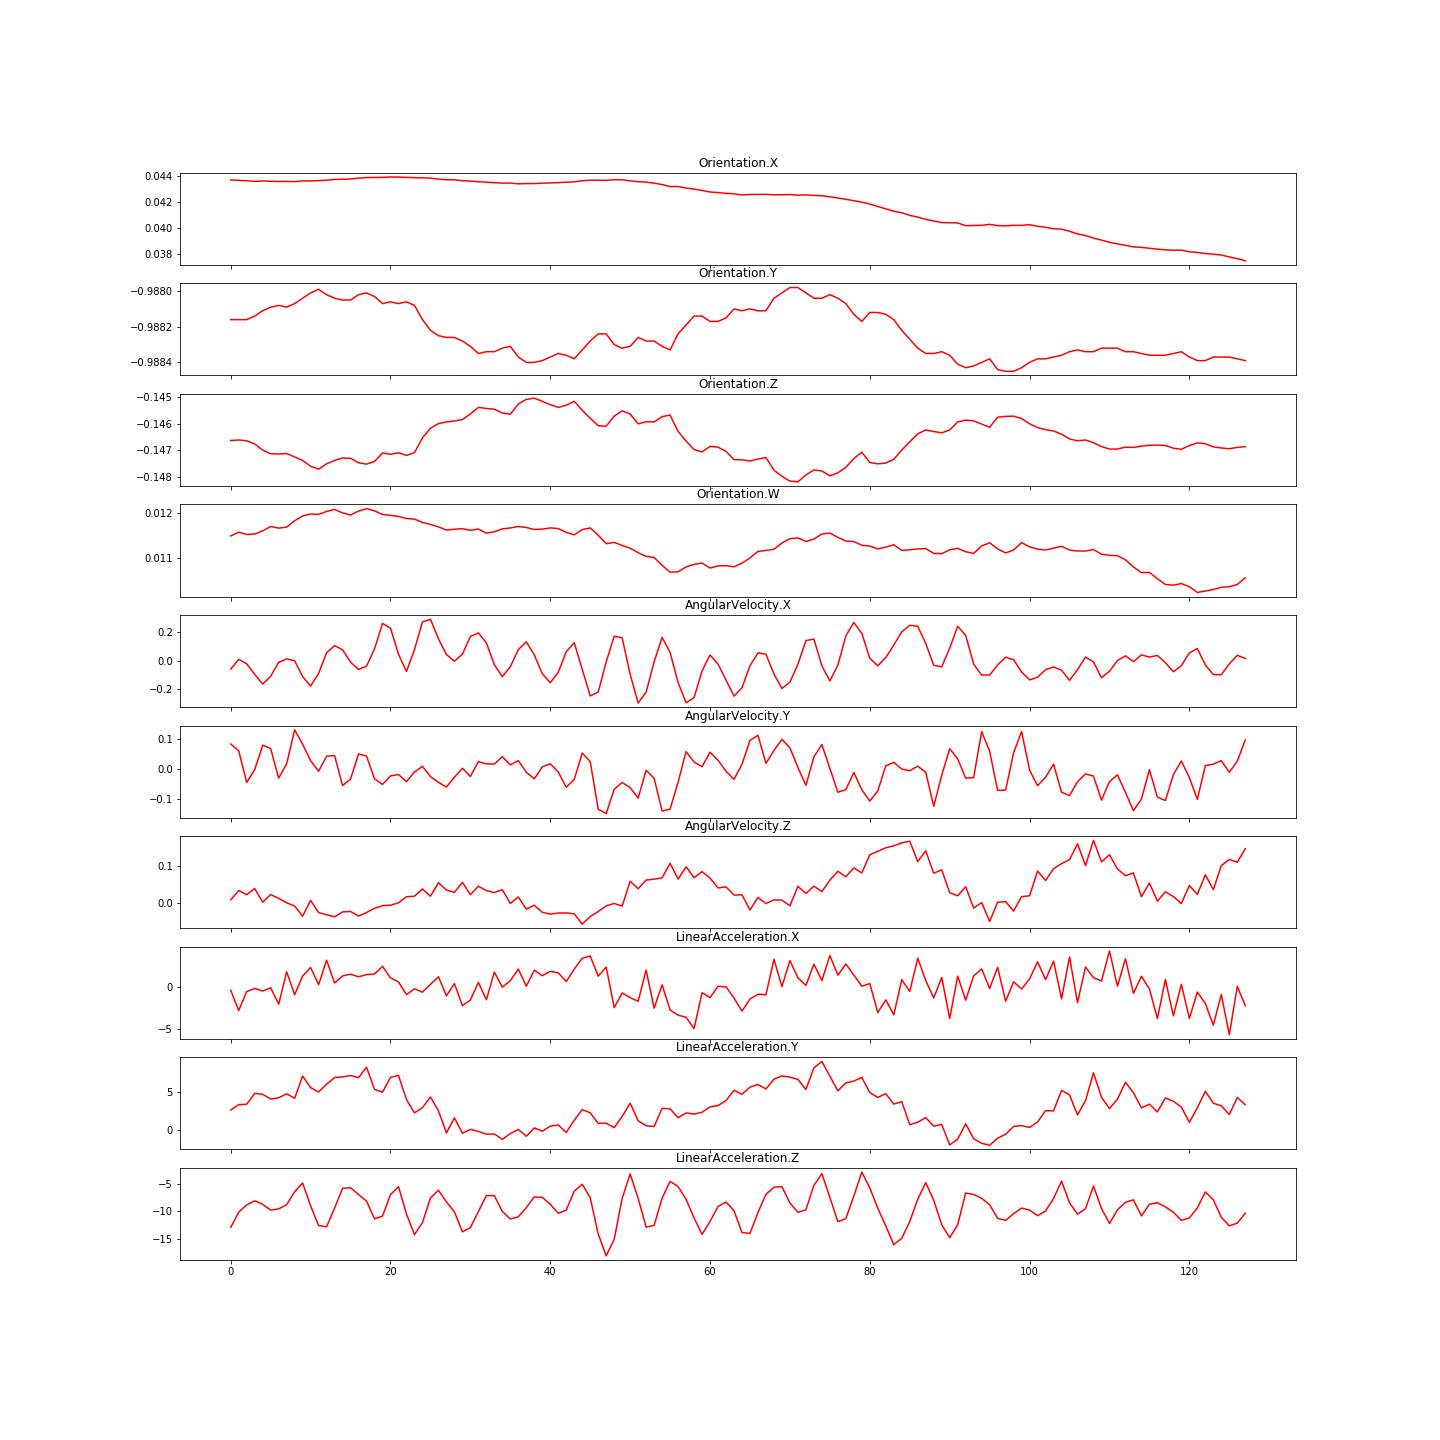 Orientation.X
0.044
0.042
0.040
0.038
Orientation.Y
−0.9880
−0.9882
−0.9884
Orientation.Z
−0.145
−0.146
−0.147
−0.148
Orientation.W
0.012
0.011
AngularVelocity.X
0.2
0.0
−0.2
AngularVelocity.Y
0.1
0.0
−0.1
AngularVelocity.Z
0.1
0.0
LinearAcceleration.X
0
−5
LinearAcceleration.Y
5
0
LinearAcceleration.Z
−5
−10
−15
0 20 40 60 80 100 120